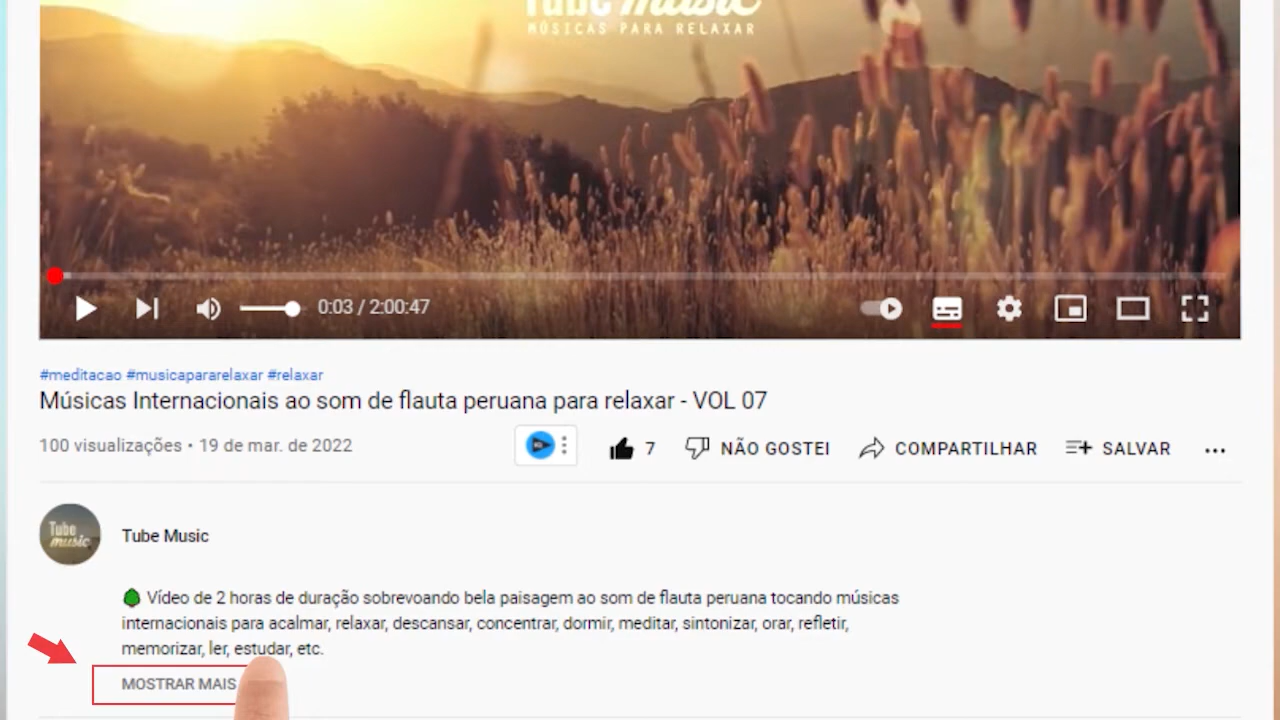 Tube music
MÚSICAS PARA RELAXAR
0:03 / 2:00:47
#meditacao #musicapararelaxar #relaxar
Músicas Internacionais ao som de flauta peruana para relaxar - VOL 07
100 visualizações • 19 de mar. de 2022
7 NÃO GOSTEI COMPARTILHAR SALVAR ...
Tube music
Tube Music
Vídeo de 2 horas de duração sobrevoando bela paisagem ao som de flauta peruana tocando músicas
internacionais para acalmar, relaxar, descansar, concentrar, dormir, meditar, sintonizar, orar, refletir,
memorizar, ler, estudar, etc.
MOSTRAR MAIS